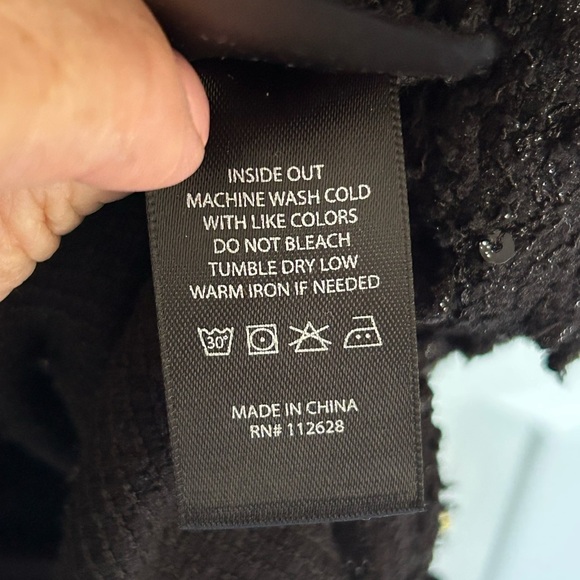 INSIDE OUT
MACHINE WASH COLD
WITH LIKE COLORS
DO NOT BLEACH
TUMBLE DRY LOW
WARM IRON IF NEEDED
30°
MADE IN CHINA
RN# 112628